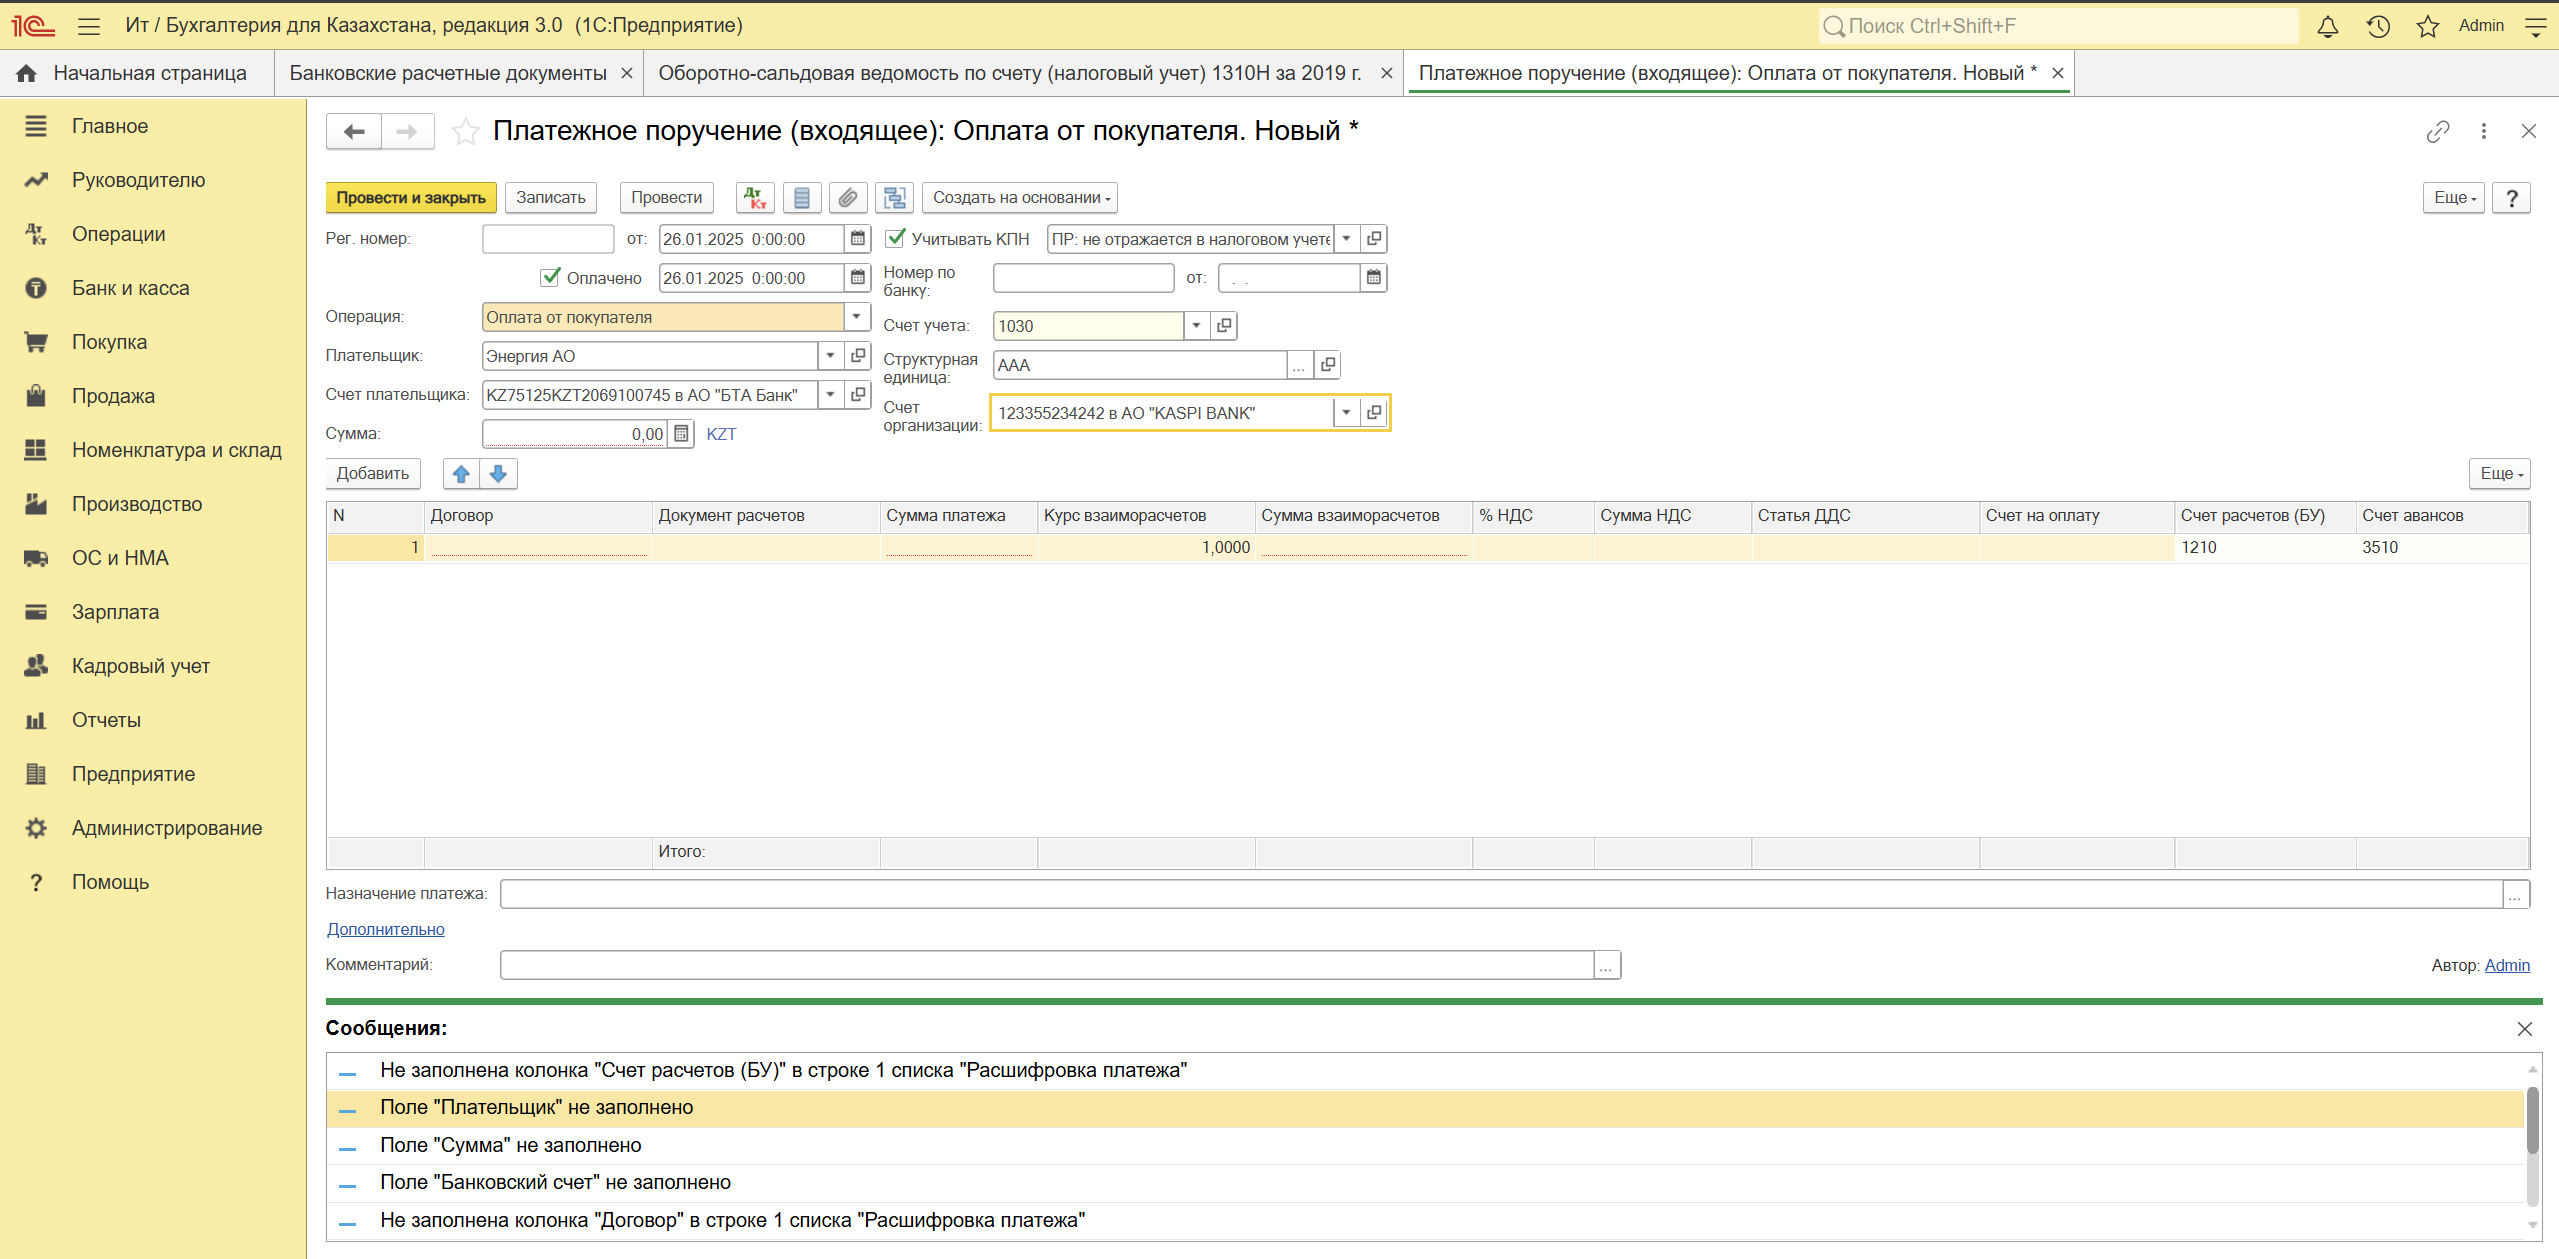 1С Ит / Бухгалтерия для Казахстана, редакция 3.0 (1С:Предприятие) Поиск Ctrl+Shift+F Admin
Начальная страница Банковские расчетные документы × Оборотно-сальдовая ведомость по счету (налоговый учет) 1310Н за 2019 г. × Платежное поручение (входящее): Оплата от покупателя. Новый * ×
Главное
Руководителю
Операции
Банк и касса
Покупка
Продажа
Номенклатура и склад
Производство
ОС и НМА
Зарплата
Кадровый учет
Отчеты
Предприятие
Администрирование
? Помощь
Платежное поручение (входящее): Оплата от покупателя. Новый *
Провести и закрыть Записать Провести Дт Кт Создать на основании Еще ?
Рег. номер: от: 26.01.2025 0:00:00 Учитывать КПН ПР: не отражается в налоговом учете
Оплачено 26.01.2025 0:00:00 Номер по банку: от: . .
Операция: Оплата от покупателя Счет учета: 1030
Плательщик: Энергия АО Структурная единица: ААА ...
Счет плательщика: KZ75125KZT2069100745 в АО "БТА Банк" Счет организации: 123355234242 в АО "KASPI BANK"
Сумма: 0,00 KZT
Добавить Еще
N Договор Документ расчетов Сумма платежа Курс взаиморасчетов Сумма взаиморасчетов % НДС Сумма НДС Статья ДДС Счет на оплату Счет расчетов (БУ) Счет авансов
1 1,0000 1210 3510
Итого:
Назначение платежа: ...
Дополнительно
Комментарий: ... Автор: Admin
Сообщения:
Не заполнена колонка "Счет расчетов (БУ)" в строке 1 списка "Расшифровка платежа"
Поле "Плательщик" не заполнено
Поле "Сумма" не заполнено
Поле "Банковский счет" не заполнено
Не заполнена колонка "Договор" в строке 1 списка "Расшифровка платежа"